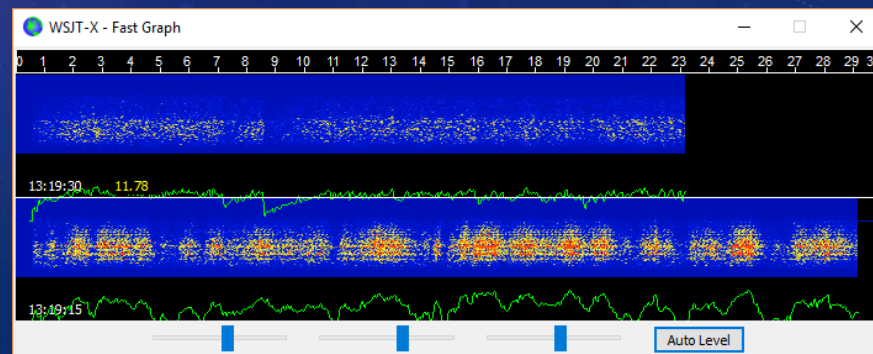 WSJT-X - Fast Graph
0 1 2 3 4 5 6 7 8 9 10 11 12 13 14 15 16 17 18 19 20 21 22 23 24 25 26 27 28 29 3
13:19:30 11.78
13:19:15
Auto Level